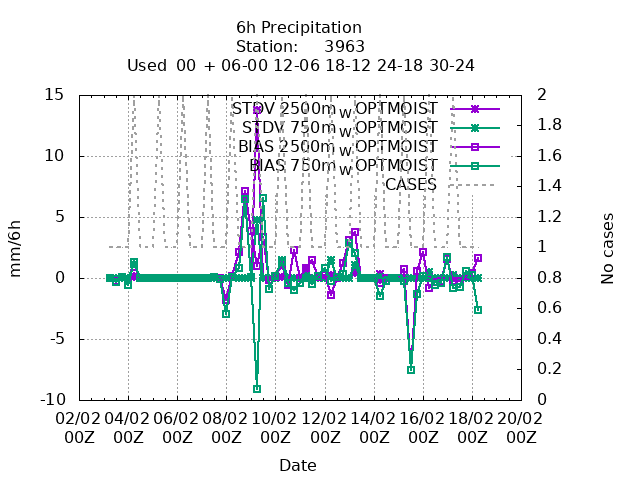 6h Precipitation
Station: 3963
Used 00 + 06-00 12-06 18-12 24-18 30-24
STDV 2500m_W OPTMOIST
STDV 750m_W OPTMOIST
BIAS 2500m_W OPTMOIST
BIAS 750m_W OPTMOIST
CASES
15
10
5
0
-5
-10
mm/6h
2
1.8
1.6
1.4
1.2
1
0.8
0.6
0.4
0.2
0
No cases
02/02 04/02 06/02 08/02 10/02 12/02 14/02 16/02 18/02 20/02
00Z 00Z 00Z 00Z 00Z 00Z 00Z 00Z 00Z 00Z
Date